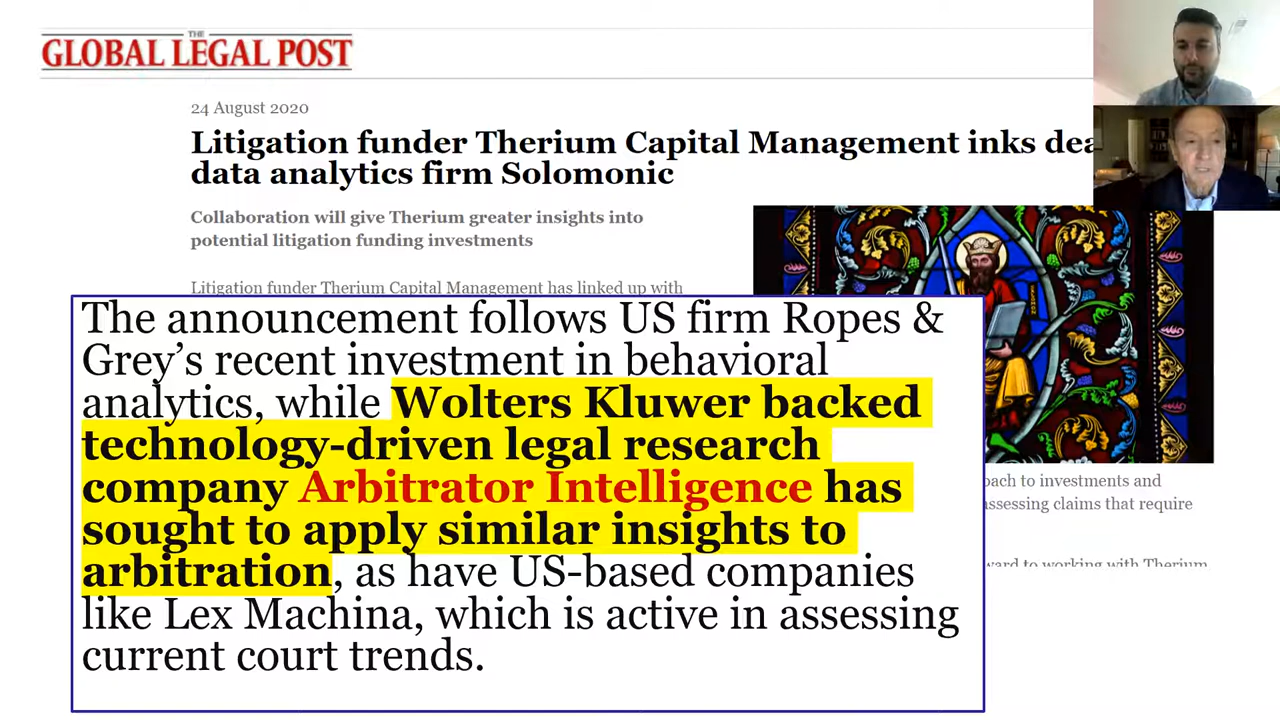 THE
GLOBAL LEGAL POST
24 August 2020
Litigation funder Therium Capital Management inks
data analytics firm Solomonic
Collaboration will give Therium greater insights into
potential litigation funding investments
Litigation funder Therium Capital Management has linked up with
The announcement follows US firm Ropes &
Grey’s recent investment in behavioral
analytics, while Wolters Kluwer backed
technology-driven legal research
company Arbitrator Intelligence has
sought to apply similar insights to
arbitration, as have US-based companies
like Lex Machina, which is active in assessing
current court trends.
to investments and
assessing claims that require
to working with Therium